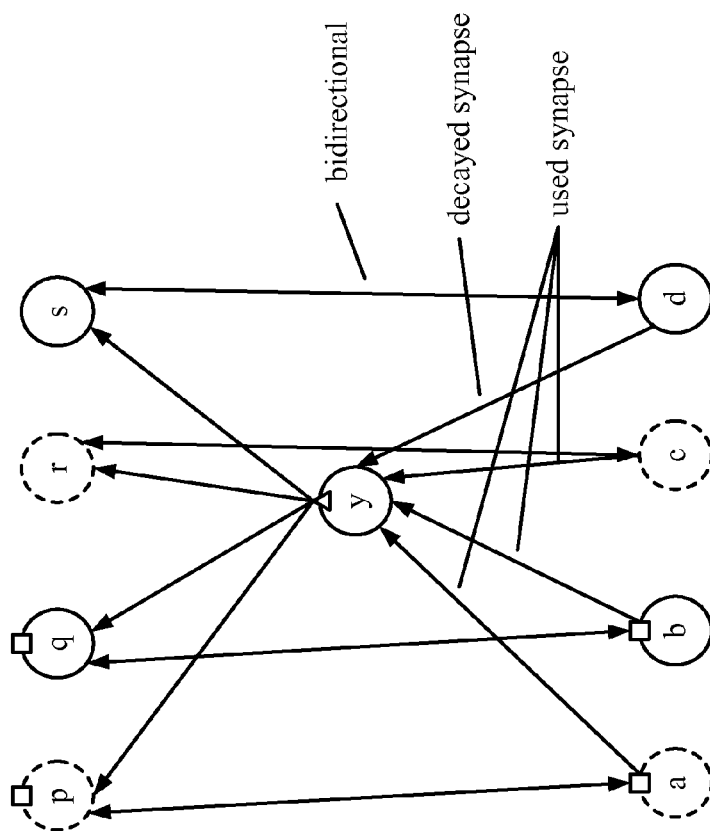 p
q
r
s
bidirectional
y
decayed synapse
used synapse
a
b
c
d